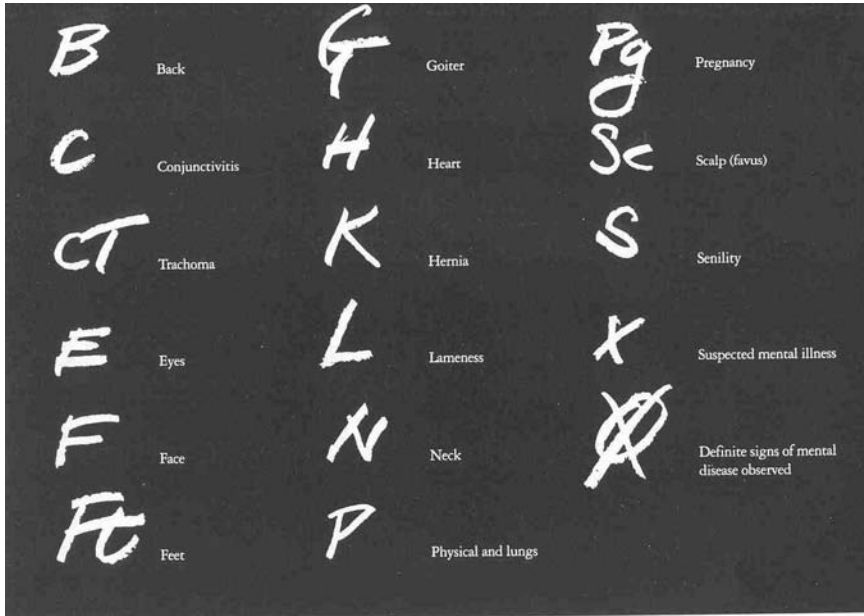 B Back
C Conjunctivitis
CT Trachoma
E Eyes
F Face
Ft Feet
G Goiter
H Heart
K Hernia
L Lameness
N Neck
P Physical and lungs
Pg Pregnancy
Sc Scalp (favus)
S Senility
X Suspected mental illness
Ⓧ Definite signs of mental
disease observed